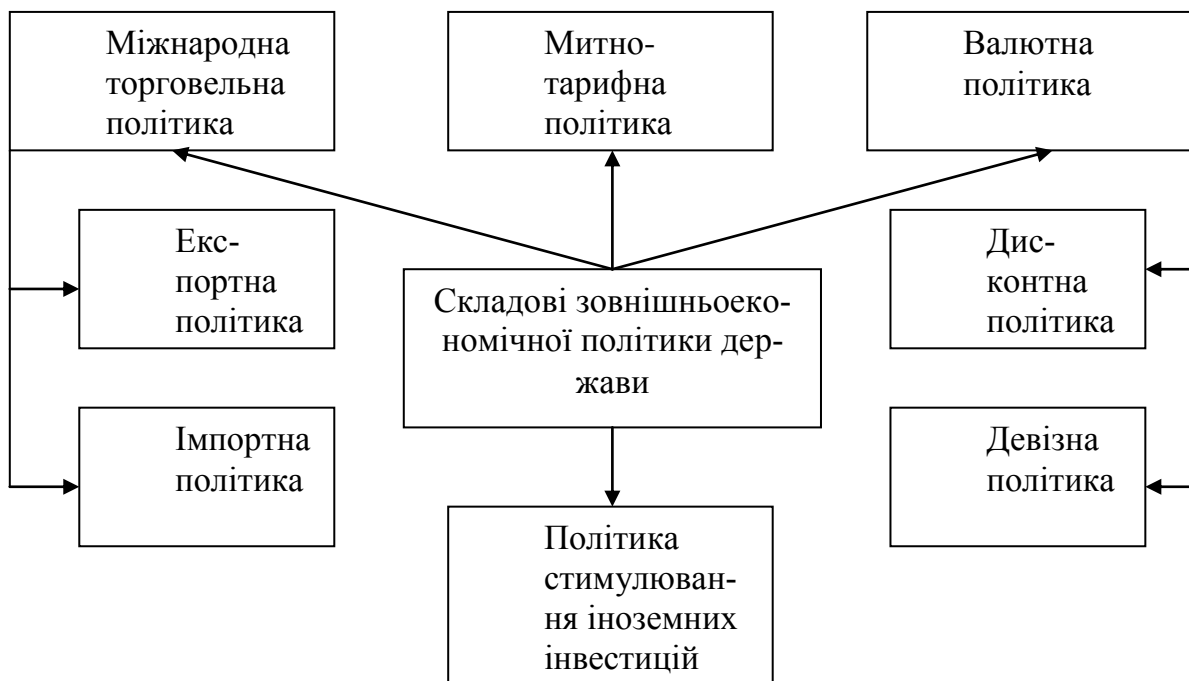 Міжнародна
торговельна
політика
Митно-
тарифна
політика
Валютна
політика
Екс-
портна
політика
Складові зовнішньоеко-
номічної політики дер-
жави
Дис-
контна
політика
Імпортна
політика
Політика
стимулюван-
ня іноземних
інвестицій
Девізна
політика